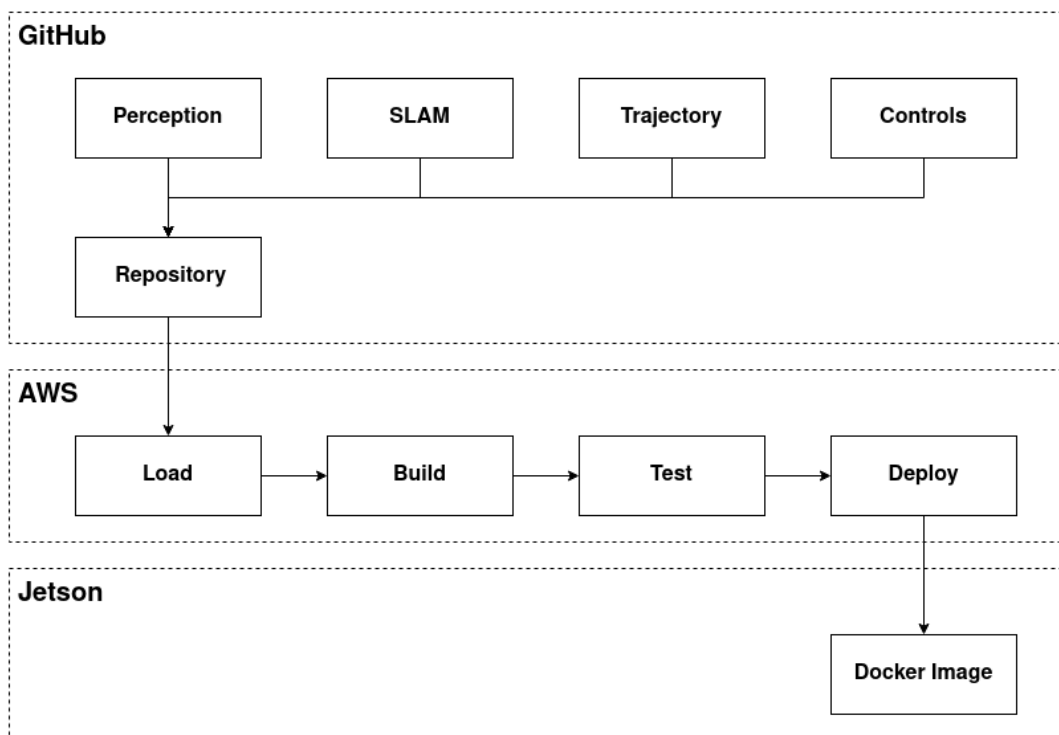 GitHub
Perception
SLAM
Trajectory
Controls
Repository
AWS
Load
Build
Test
Deploy
Jetson
Docker Image